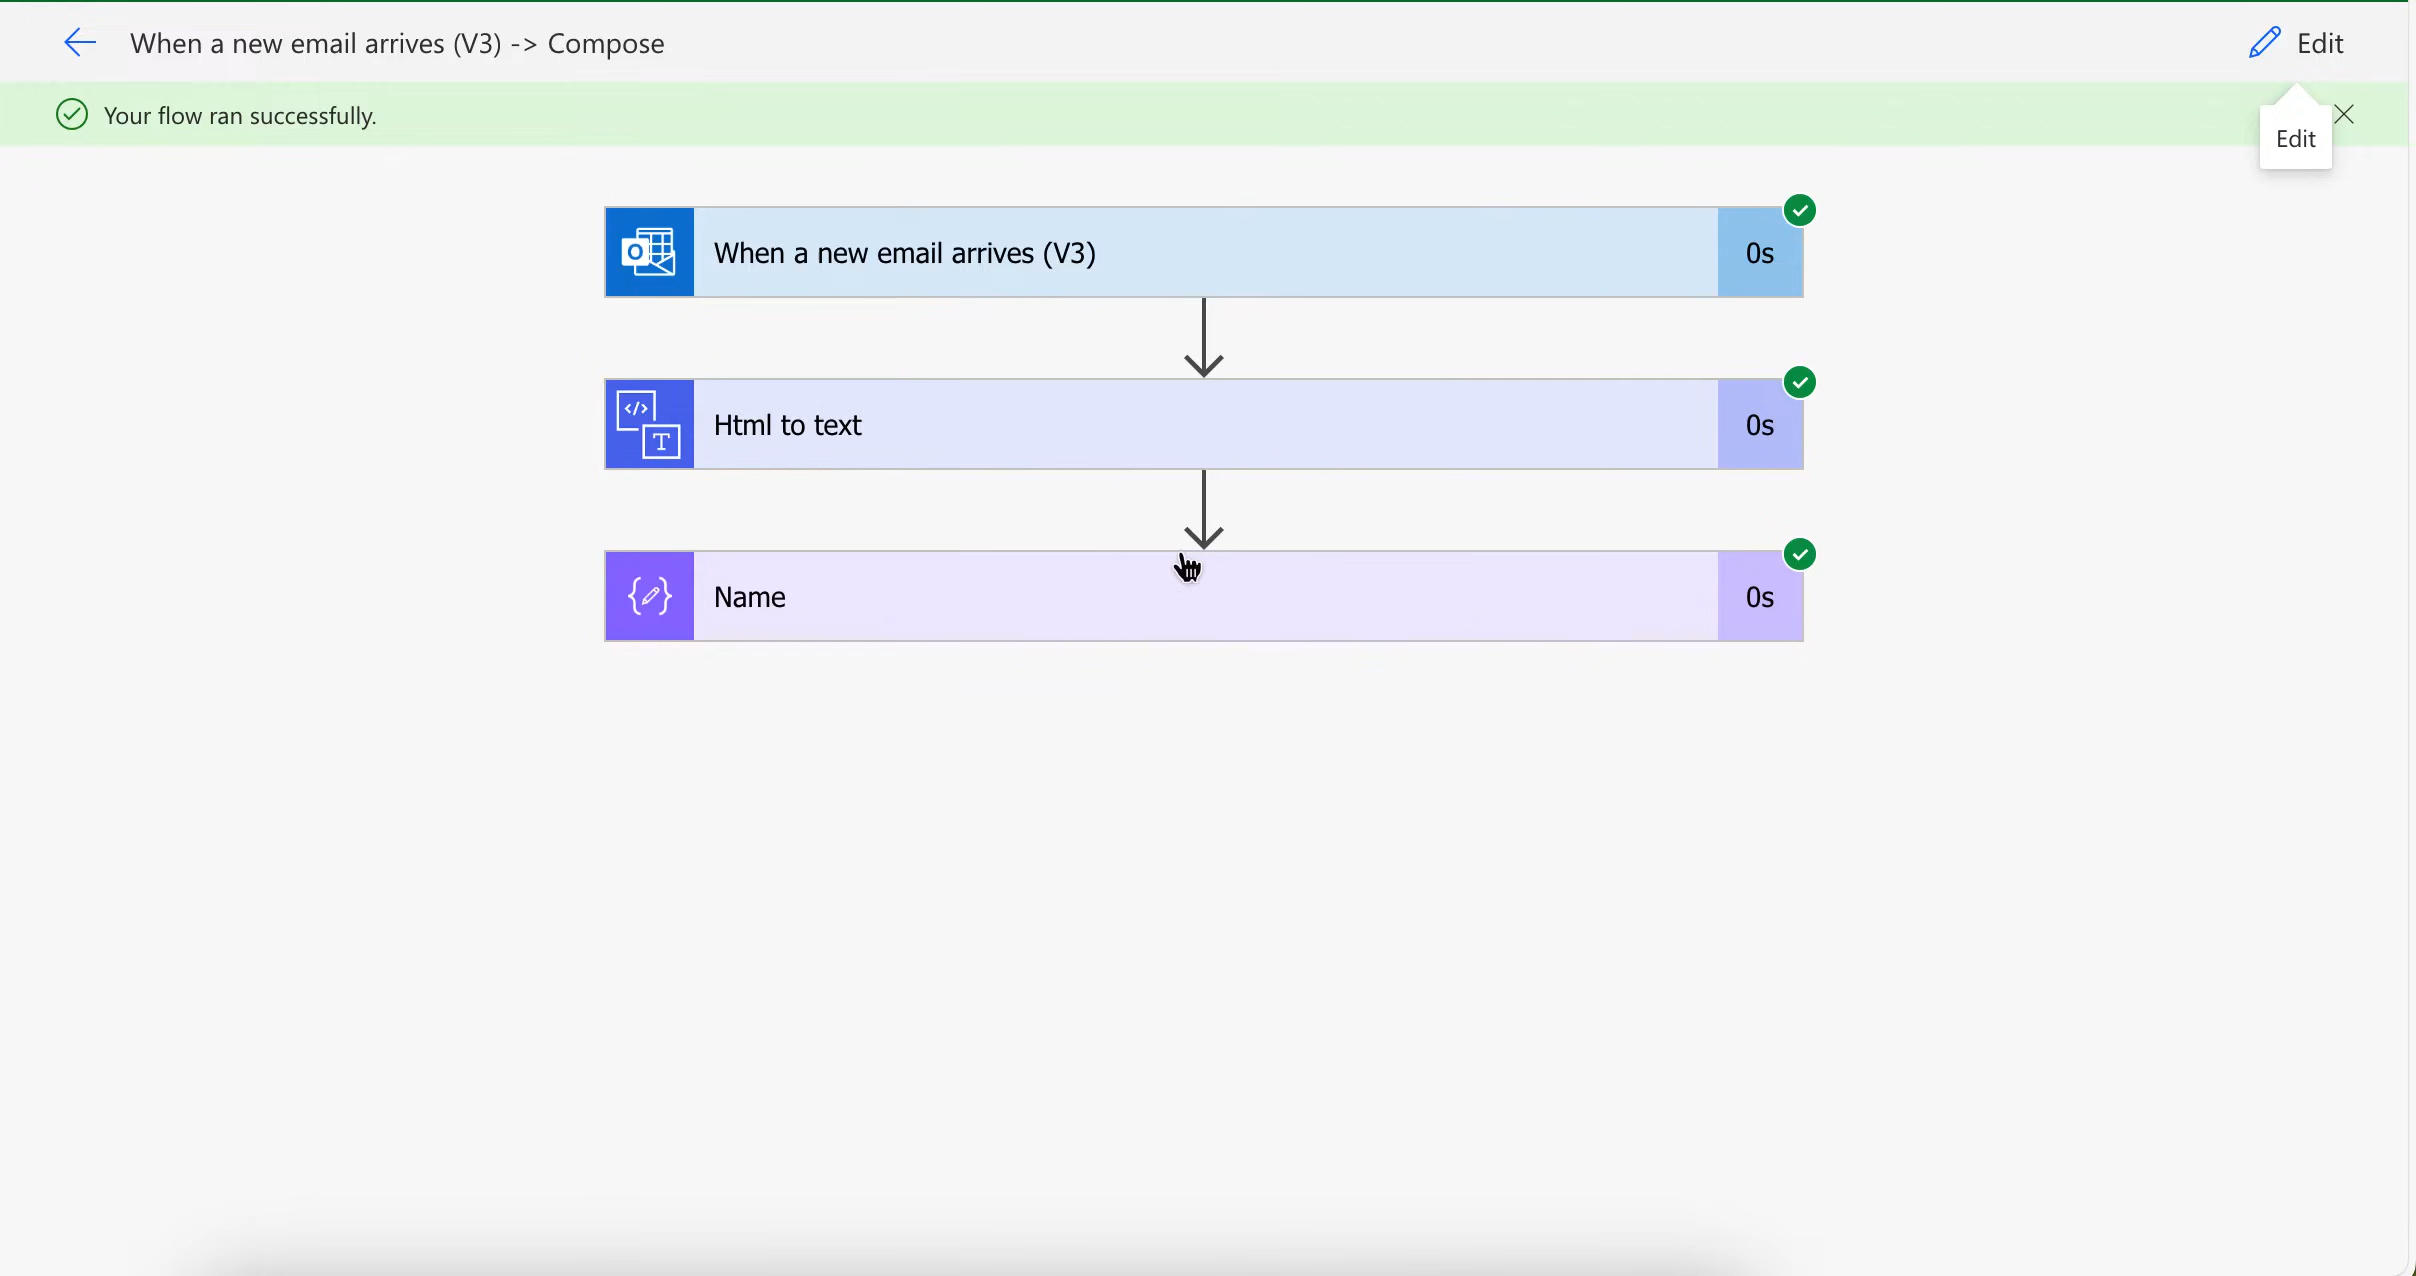 When a new email arrives (V3) -> Compose
Edit
Your flow ran successfully.
Edit
When a new email arrives (V3)
0s
Html to text
0s
Name
0s